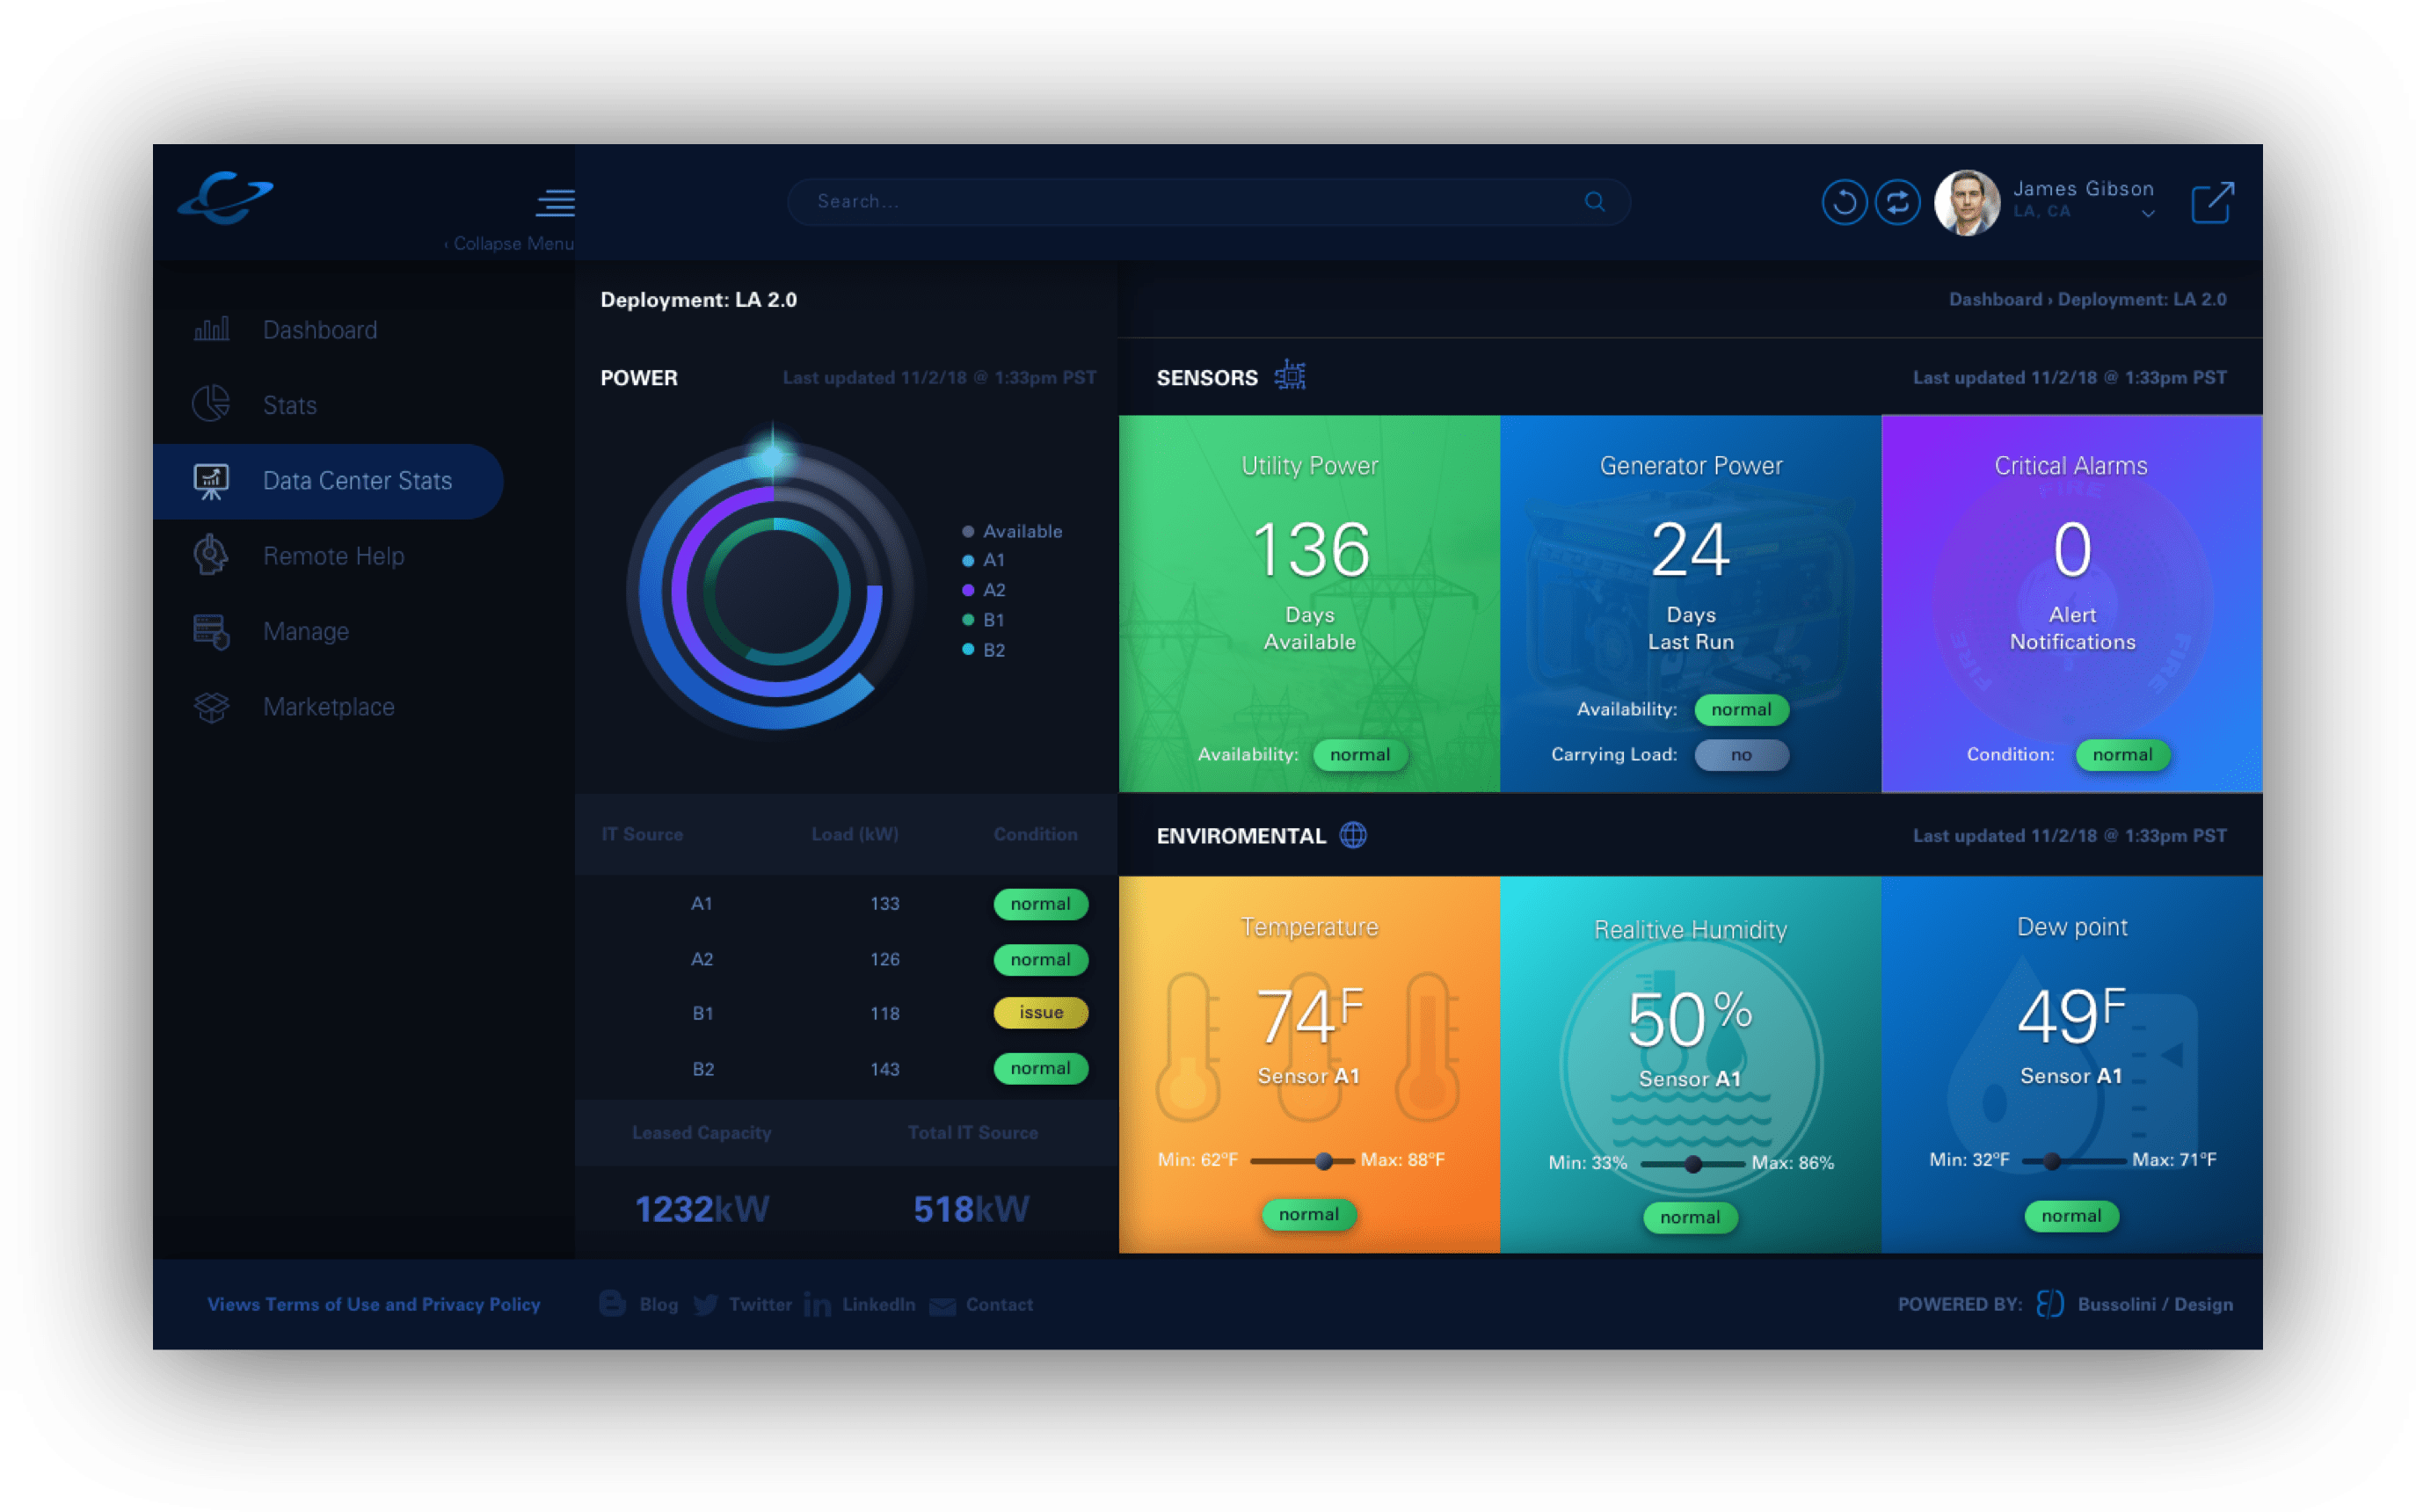 Search...
James Gibson
LA, CA
‹ Collapse Menu
Dashboard
Stats
Data Center Stats
Remote Help
Manage
Marketplace
Deployment: LA 2.0
Dashboard › Deployment: LA 2.0
POWER
Last updated 11/2/18 @ 1:33pm PST
Available
A1
A2
B1
B2
IT Source Load (kW) Condition
A1 133 normal
A2 126 normal
B1 118 issue
B2 143 normal
Leased Capacity Total IT Source
1232kW 518kW
SENSORS
Last updated 11/2/18 @ 1:33pm PST
Utility Power
136
Days
Available
Availability: normal
Generator Power
24
Days
Last Run
Availability: normal
Carrying Load: no
Critical Alarms
FIRE
0
Alert
Notifications
FIRE
FIRE
Condition: normal
ENVIROMENTAL
Last updated 11/2/18 @ 1:33pm PST
Temperature
74F
Sensor A1
Min: 62°F Max: 88°F
normal
Realitive Humidity
50%
Sensor A1
Min: 33% Max: 86%
normal
Dew point
49F
Sensor A1
Min: 32°F Max: 71°F
normal
Views Terms of Use and Privacy Policy
Blog Twitter LinkedIn Contact
POWERED BY: Bussolini / Design